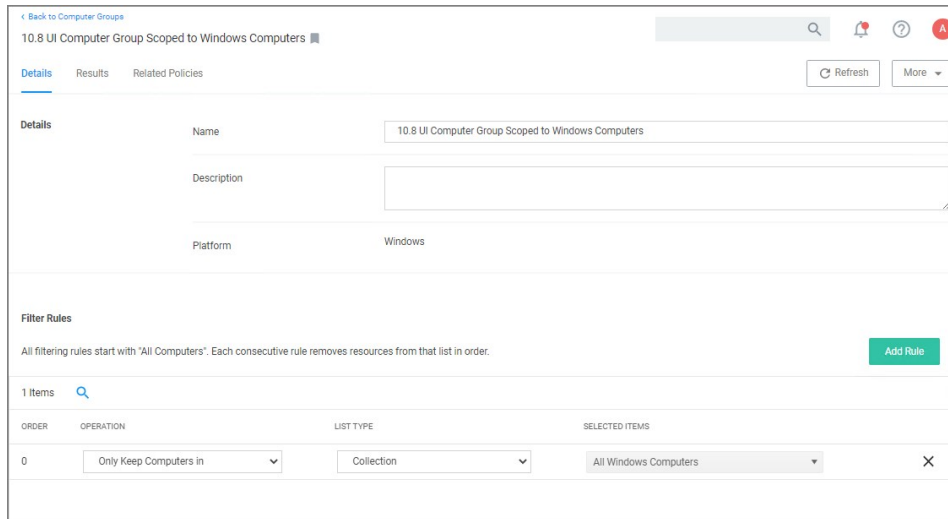 Back to Computer Groups
10.8 UI Computer Group Scoped to Windows Computers
A
Details Results Related Policies
Refresh More
Details
Name 10.8 UI Computer Group Scoped to Windows Computers
Description
Platform Windows
Filter Rules
All filtering rules start with "All Computers". Each consecutive rule removes resources from that list in order.
Add Rule
1 Items
ORDER OPERATION LIST TYPE SELECTED ITEMS
0 Only Keep Computers in Collection All Windows Computers